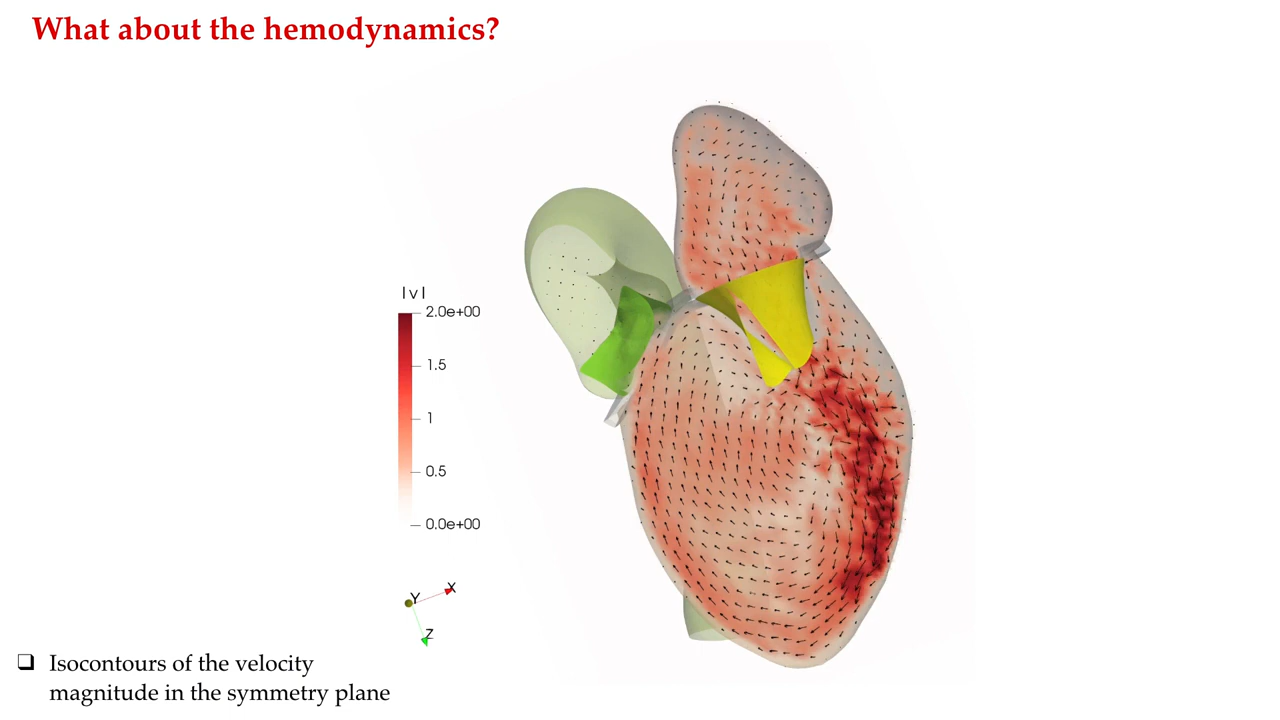 What about the hemodynamics?
|v|
2.0e+00
1.5
1
0.5
0.0e+00
X
Y
Z
❑ Isocontours of the velocity
magnitude in the symmetry plane